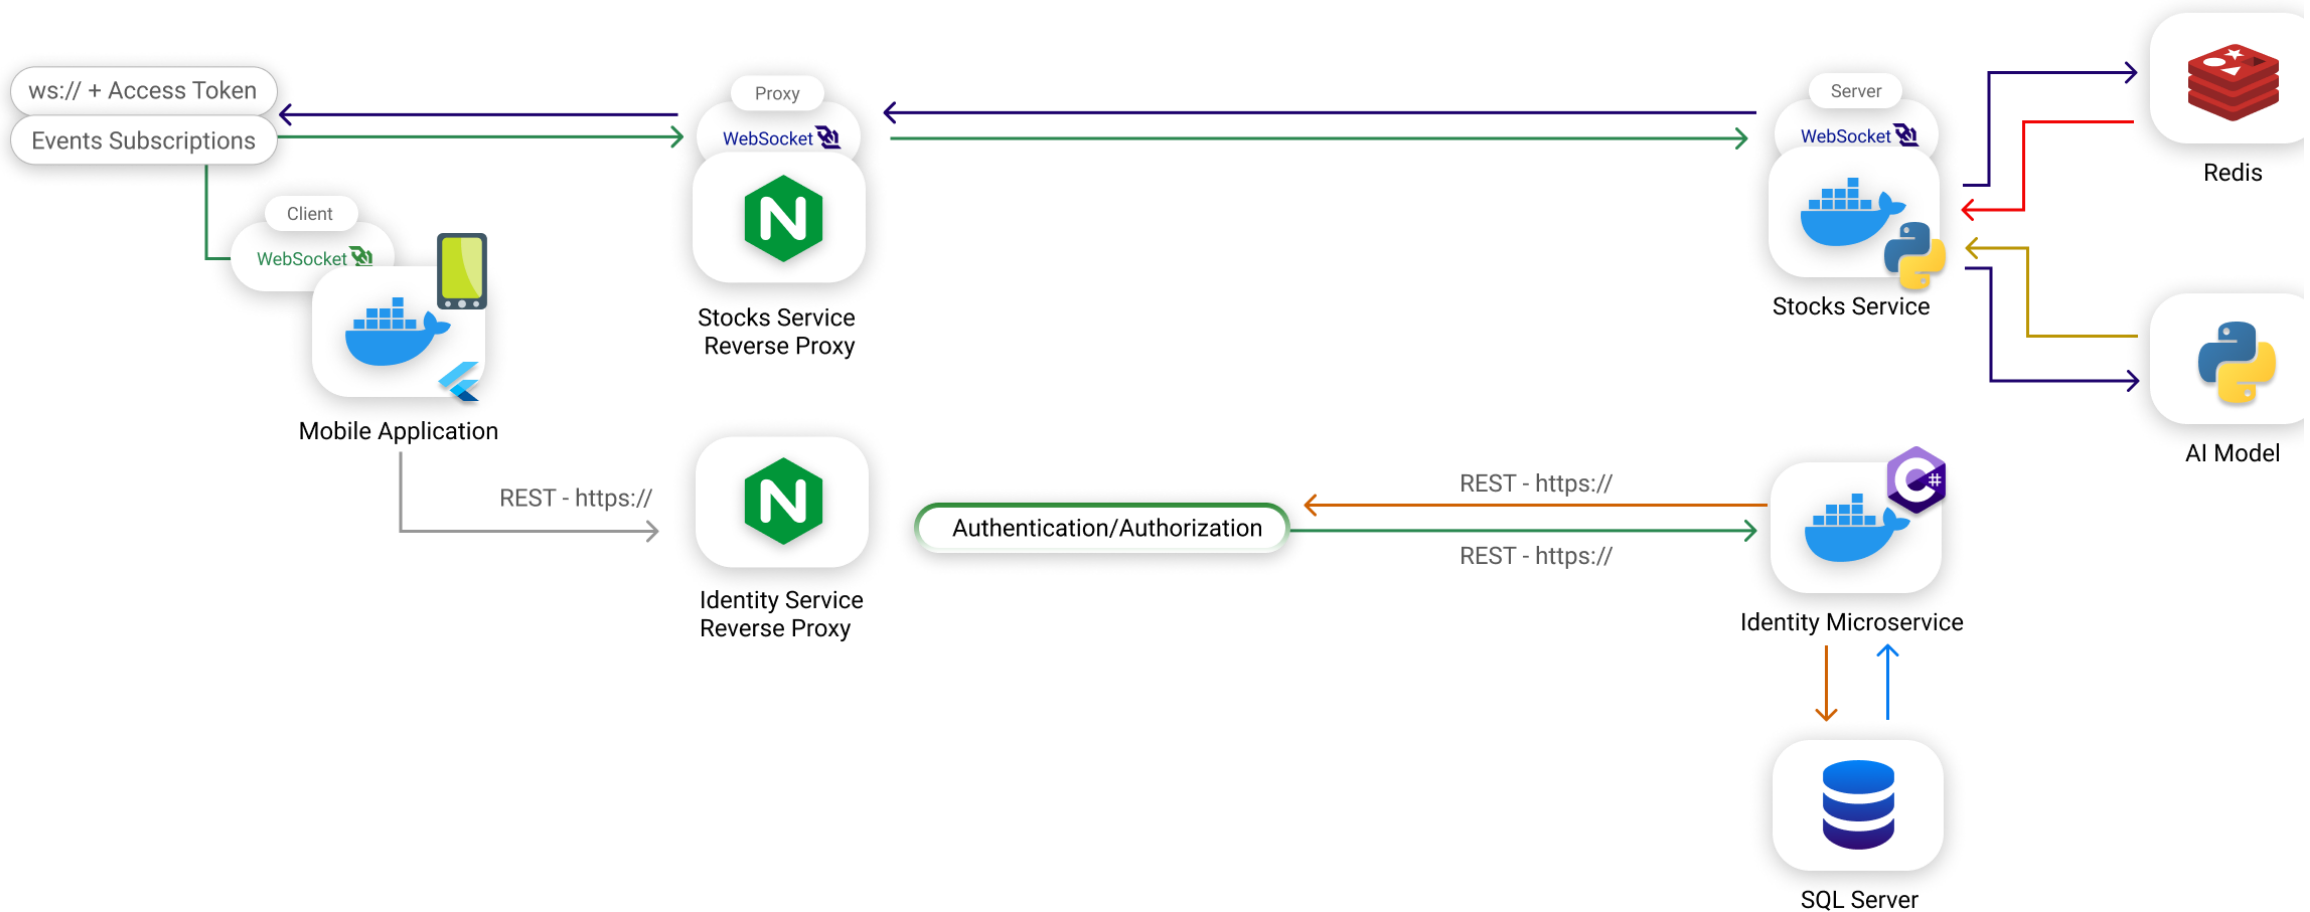 ws:// + Access Token
Events Subscriptions
Client
WebSocket
Mobile Application
REST - https://
Proxy
WebSocket
N
Stocks Service
Reverse Proxy
N
Identity Service
Reverse Proxy
Authentication/Authorization
REST - https://
REST - https://
Server
WebSocket
Stocks Service
Redis
AI Model
C#
Identity Microservice
SQL Server